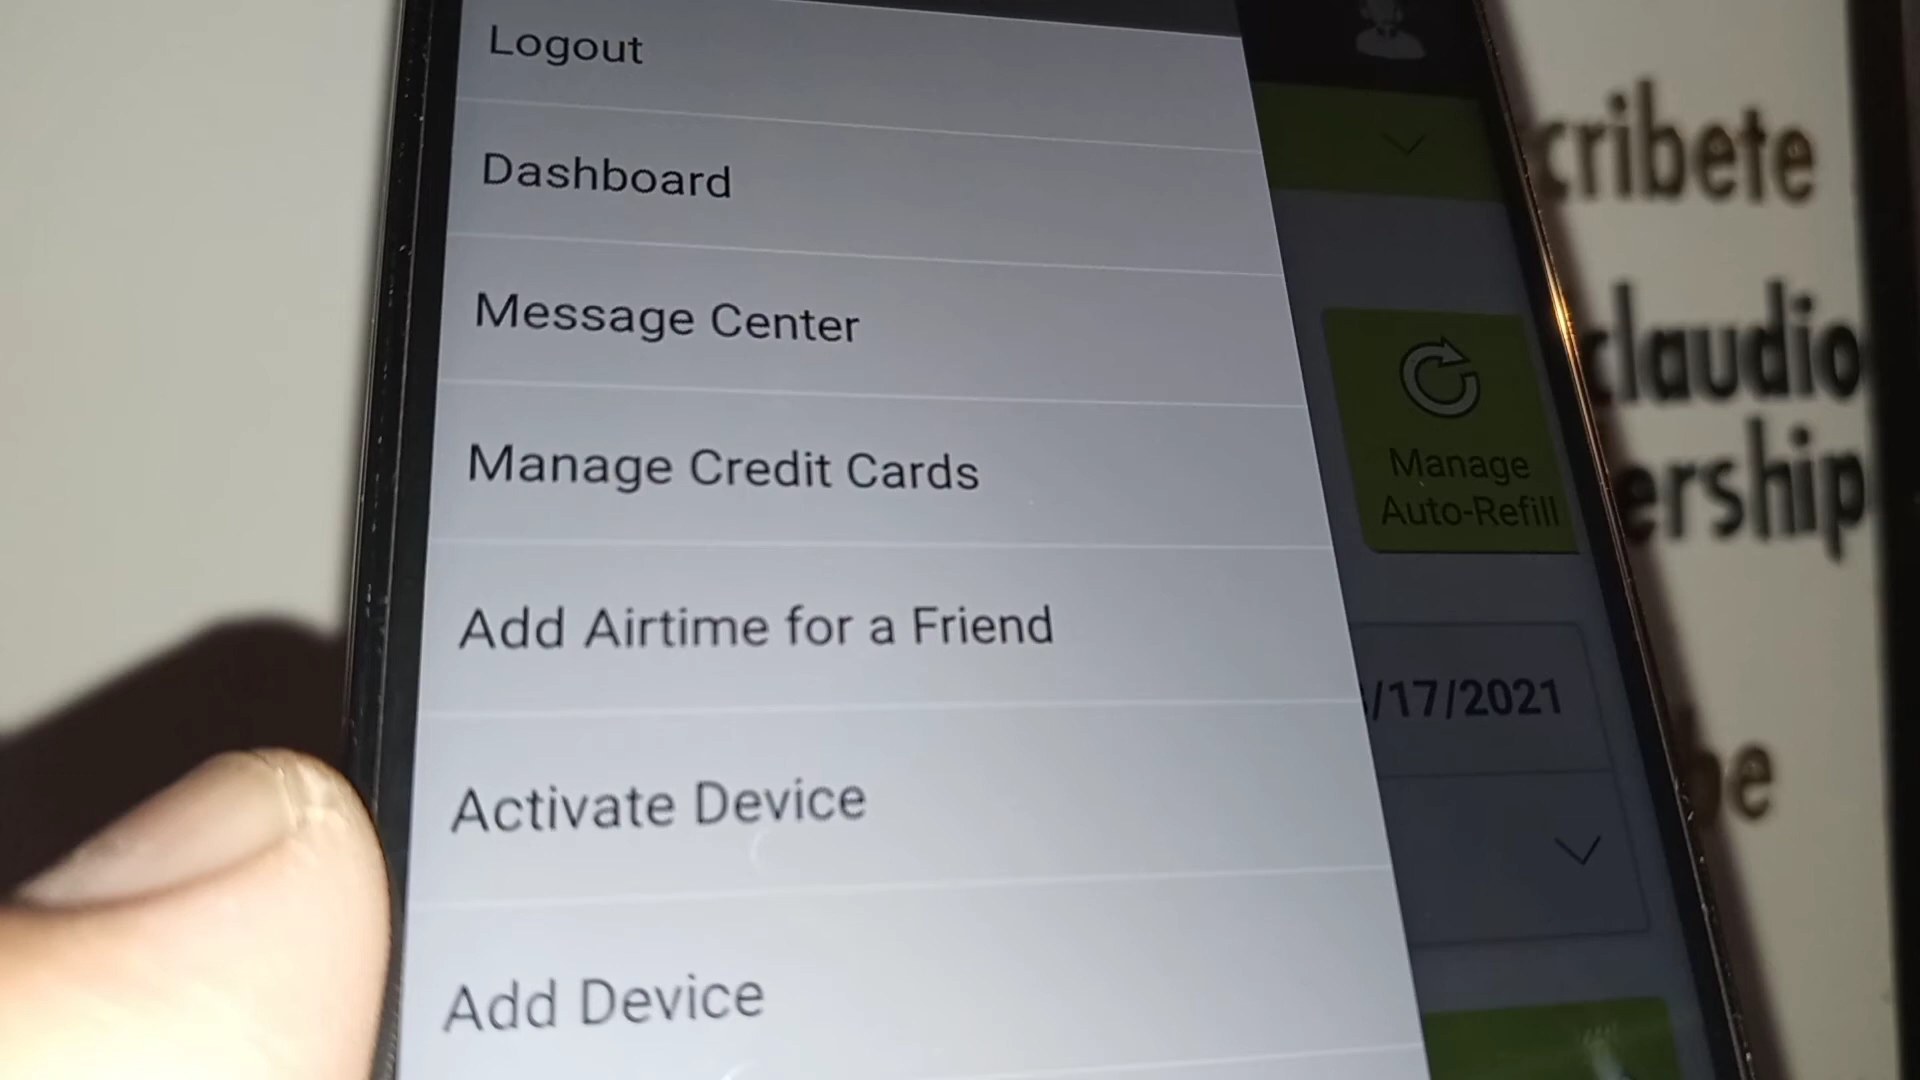 Logout
Dashboard
Message Center
Manage Credit Cards
Add Airtime for a Friend
Activate Device
Add Device
Manage
Auto-Refill
/17/2021
cribete
claudio
ership
be